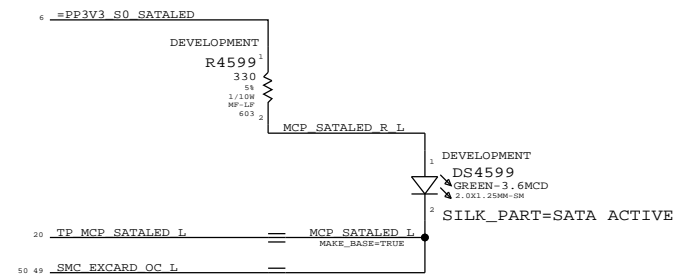 6 =PP3V3_S0_SATALED
DEVELOPMENT
1
R4599
330
5%
1/10W
MF-LF
603
2
MCP_SATALED_R_L
1
DEVELOPMENT
DS4599
GREEN-3.6MCD
2.0X1.25MM-SM
2
SILK_PART=SATA ACTIVE
20 TP_MCP_SATALED_L MCP_SATALED_L
MAKE_BASE=TRUE
50 49 SMC_EXCARD_OC_L